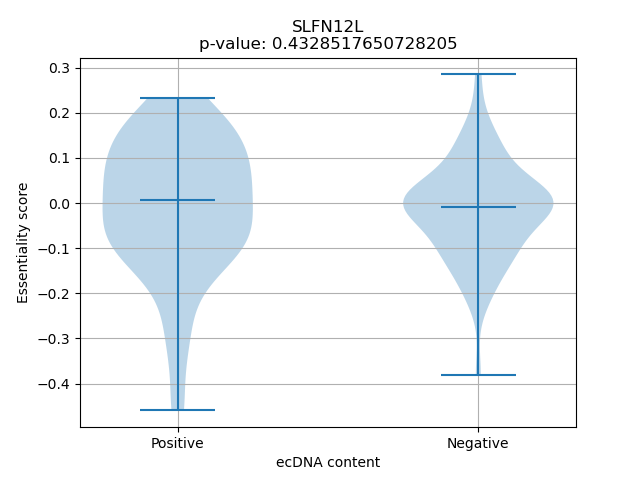 SLFN12L
p-value: 0.4328517650728205
0.3
0.2
0.1
0.0
−0.1
−0.2
−0.3
−0.4
Essentiality score
Positive
Negative
ecDNA content